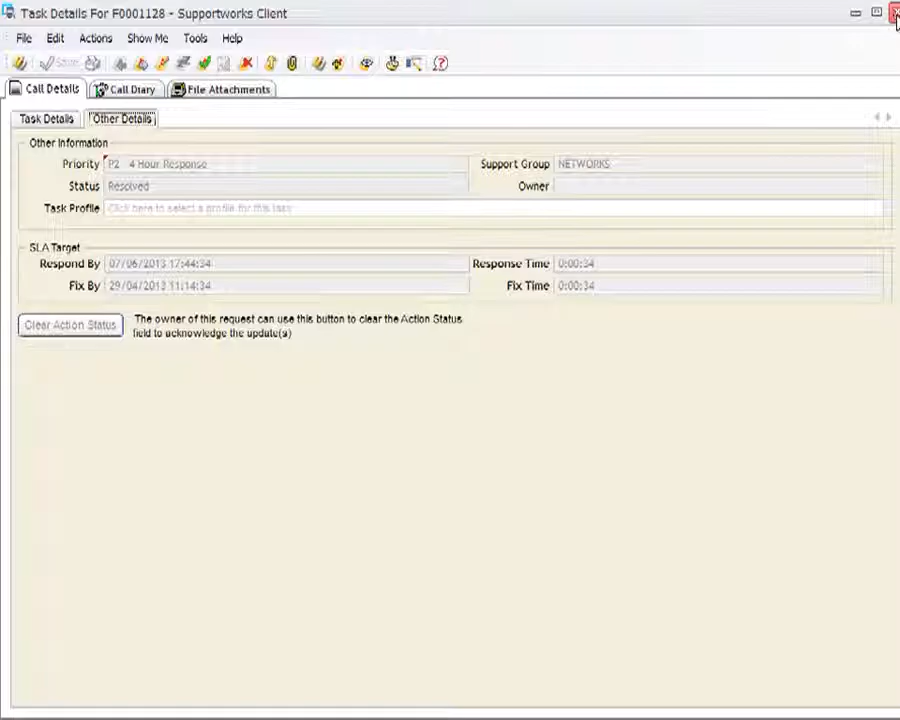 Task Details For F0001128 - Supportworks Client
File Edit Actions Show Me Tools Help
Save
Call Details Call Diary File Attachments
Task Details Other Details
Other Information
Priority P2 4 Hour Response Support Group NETWORKS
Status Resolved Owner
Task Profile Click here to select a profile for this task
SLA Target
Respond By 07/06/2013 17:44:34 Response Time 0:00:34
Fix By 29/04/2013 11:14:34 Fix Time 0:00:34
Clear Action Status The owner of this request can use this button to clear the Action Status
field to acknowledge the update(s)